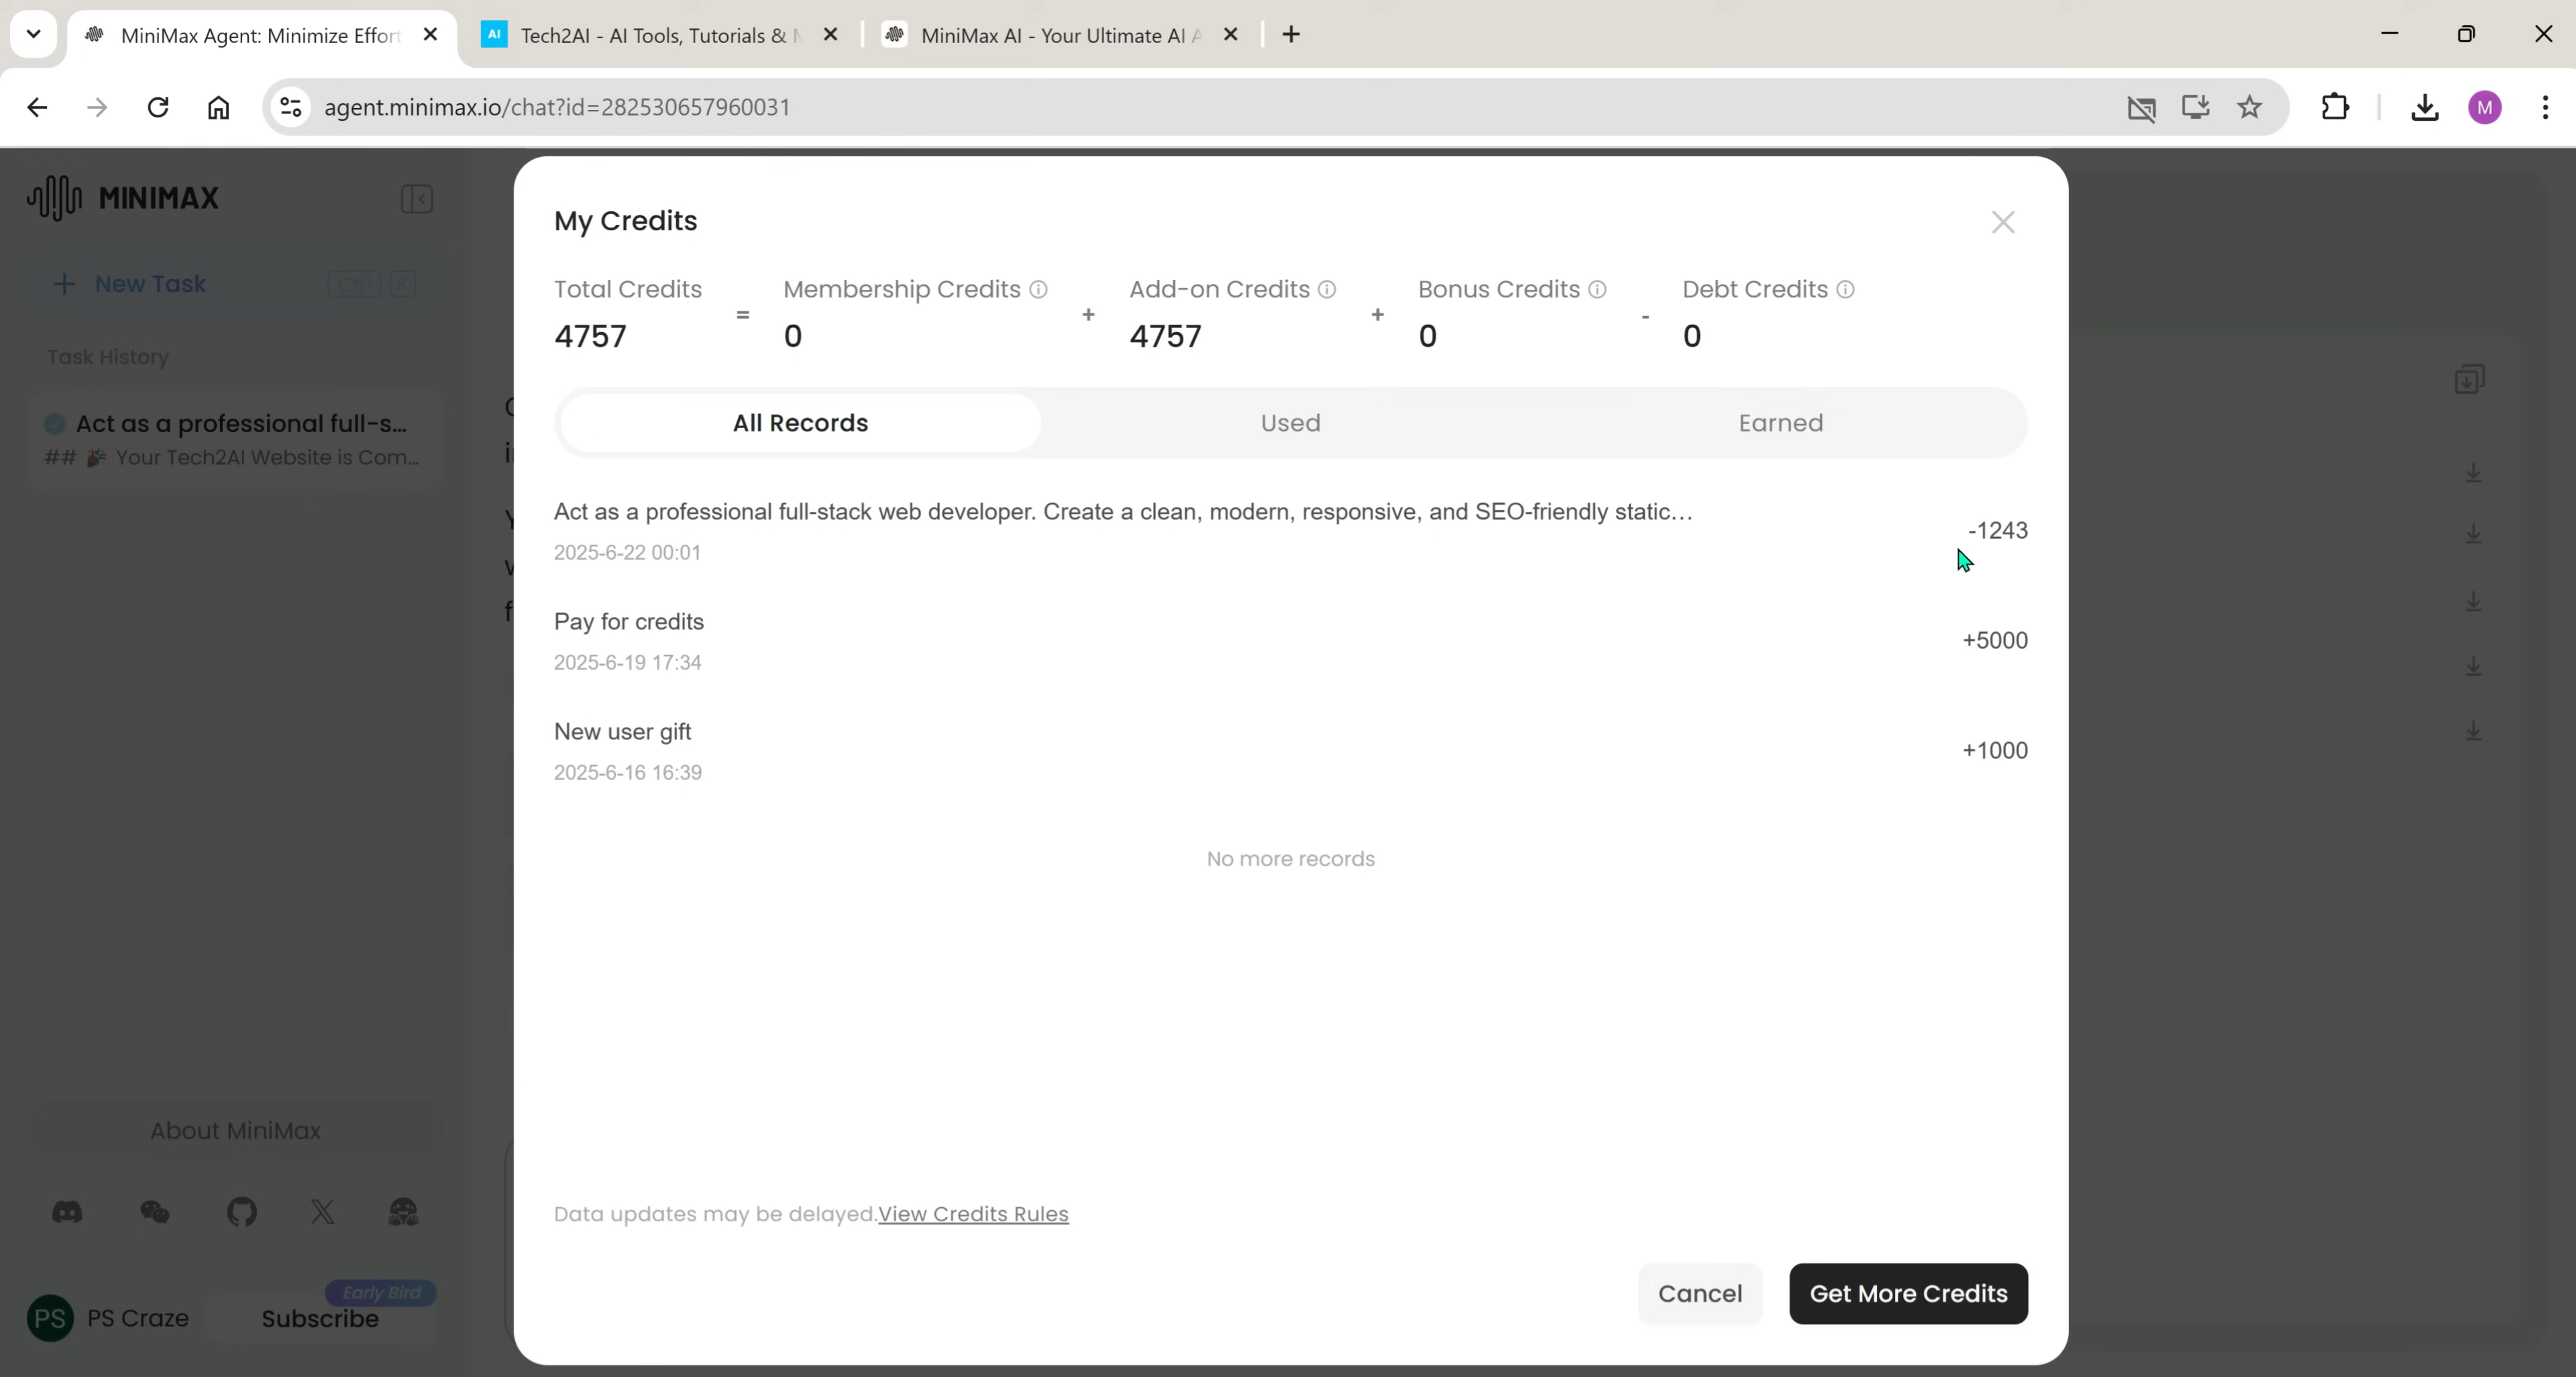 MiniMax Agent: Minimize Effort
AI Tech2AI - AI Tools, Tutorials &
MiniMax AI - Your Ultimate AI
agent.minimax.io/chat?id=282530657960031
M
MINIMAX
New Task
Ctrl K
Task History
Act as a professional full-s...
## 🎉 Your Tech2AI Website is Com...
About MiniMax
Early Bird
PS PS Craze
Subscribe
My Credits
Total Credits = Membership Credits + Add-on Credits + Bonus Credits - Debt Credits
4757 0 4757 0 0
All Records Used Earned
Act as a professional full-stack web developer. Create a clean, modern, responsive, and SEO-friendly static...
2025-6-22 00:01
-1243
Pay for credits
2025-6-19 17:34
+5000
New user gift
2025-6-16 16:39
+1000
No more records
Data updates may be delayed.View Credits Rules
Cancel
Get More Credits